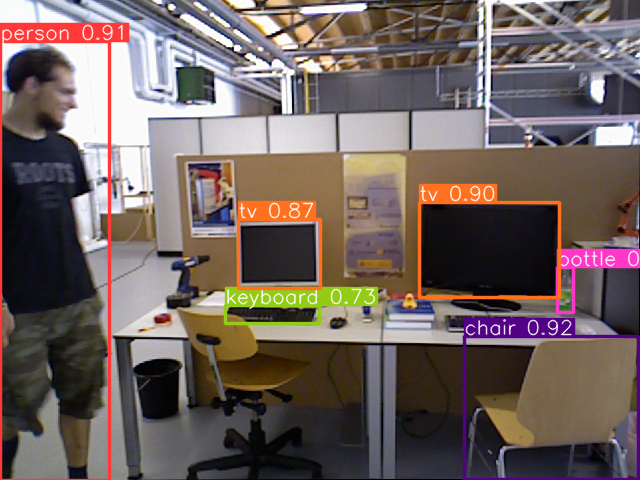 person 0.91
ROOTS
tv 0.87
tv 0.90
bottle 0
keyboard 0.73
chair 0.92